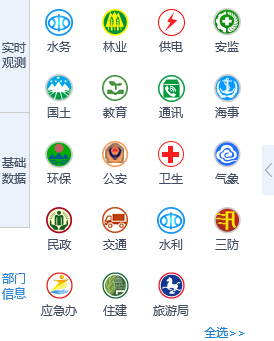 水务 林业 供电 安监
实时
观测
国土 教育 通讯 海事
基础
数据
环保 公安 卫生 气象
民政 交通 水利 三防
部门
信息
应急办 住建 旅游局
全选>>